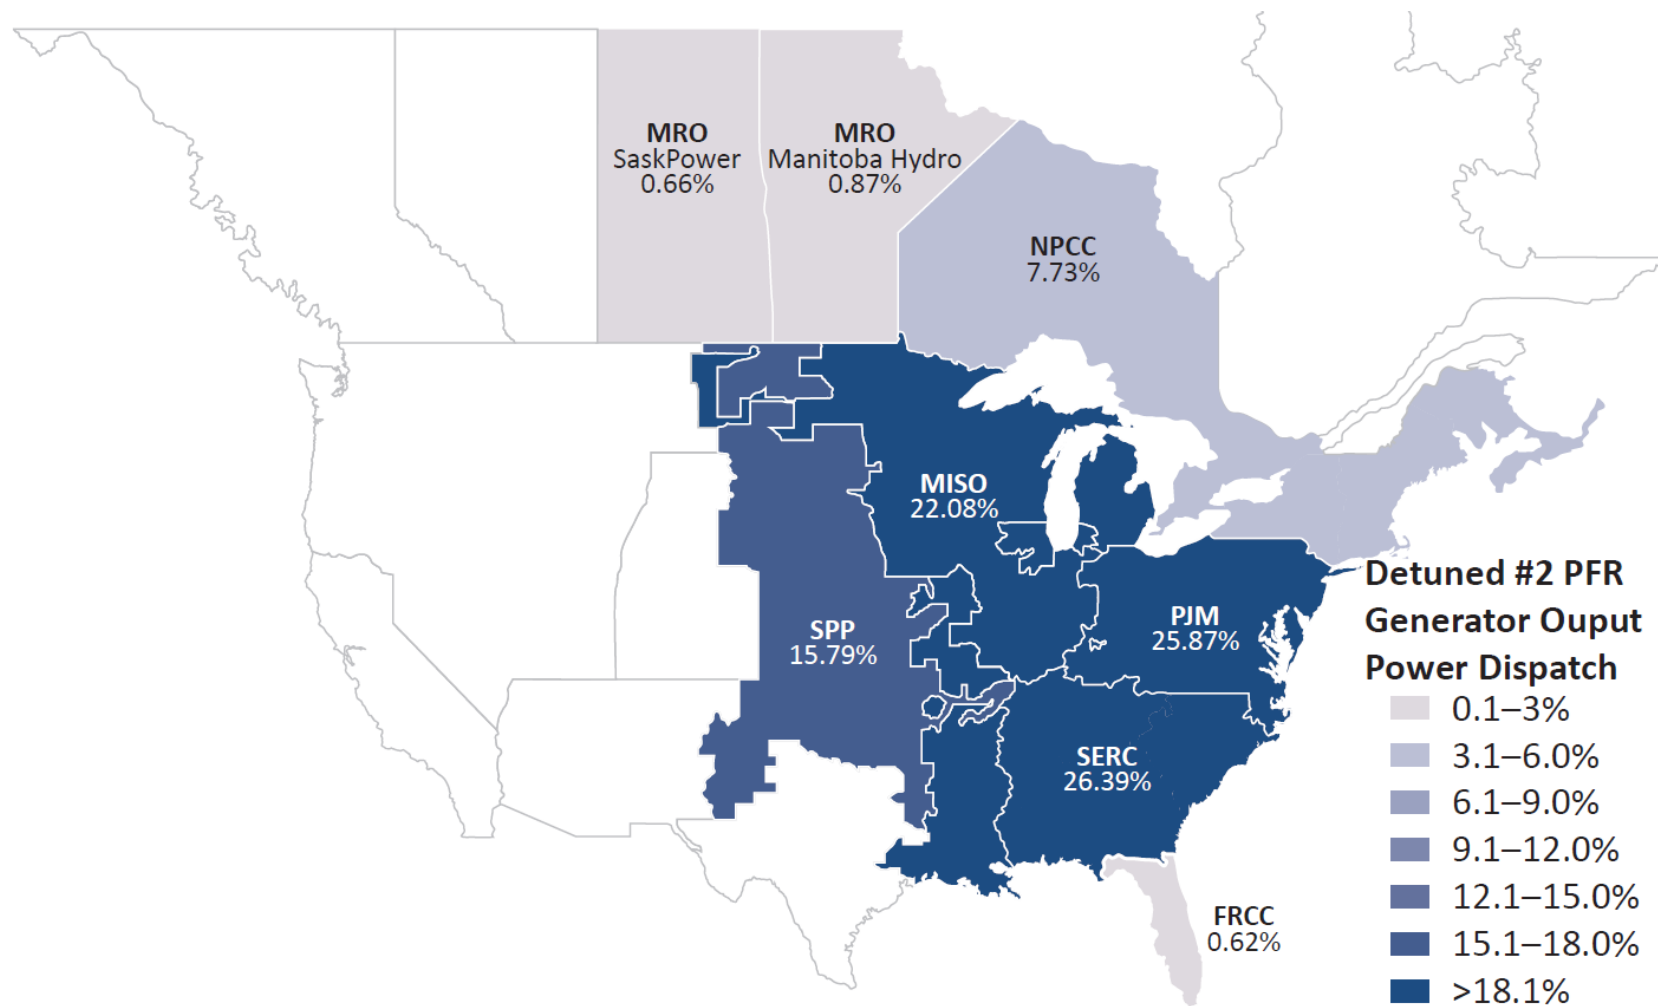 MRO
SaskPower
0.66%
MRO
Manitoba Hydro
0.87%
NPCC
7.73%
MISO
22.08%
SPP
15.79%
PJM
25.87%
SERC
26.39%
FRCC
0.62%
Detuned #2 PFR
Generator Ouput
Power Dispatch
0.1–3%
3.1–6.0%
6.1–9.0%
9.1–12.0%
12.1–15.0%
15.1–18.0%
>18.1%